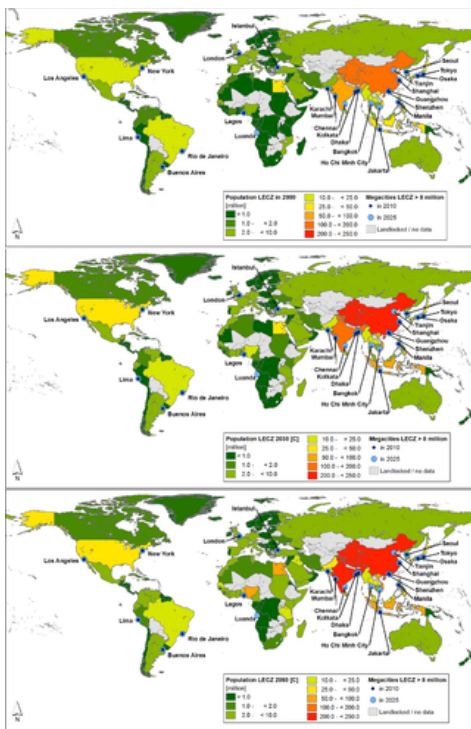 Istanbul
London
Seoul
Tokyo
Osaka
Tianjin
Shanghai
Guangzhou
Shenzhen
Manila
New York
Los Angeles
Karachi
Mumbai
Chennai
Kolkata
Dhaka
Bangkok
Ho Chi Minh City
Jakarta
Lagos
Luanda
Lima
Rio de Janeiro
Buenos Aires
Population LECZ in 2000
[million]
< 1.0
1.0 - < 2.0
2.0 - < 10.0
10.0 - < 25.0
25.0 - < 50.0
50.0 - < 100.0
100.0 - < 200.0
200.0 - < 250.0
Megacities LECZ > 8 million
in 2010
in 2025
Landlocked / no data
N
Istanbul
London
Seoul
Tokyo
Osaka
Tianjin
Shanghai
Guangzhou
Shenzhen
Manila
New York
Los Angeles
Karachi
Mumbai
Chennai
Kolkata
Dhaka
Bangkok
Ho Chi Minh City
Jakarta
Lagos
Luanda
Lima
Rio de Janeiro
Buenos Aires
Population LECZ 2030 [C]
[million]
< 1.0
1.0 - < 2.0
2.0 - < 10.0
10.0 - < 25.0
25.0 - < 50.0
50.0 - < 100.0
100.0 - < 200.0
200.0 - < 250.0
Megacities LECZ > 8 million
in 2010
in 2025
Landlocked / no data
N
Istanbul
London
Seoul
Tokyo
Osaka
Tianjin
Shanghai
Guangzhou
Shenzhen
Manila
New York
Los Angeles
Karachi
Mumbai
Chennai
Kolkata
Dhaka
Bangkok
Ho Chi Minh City
Jakarta
Lagos
Luanda
Lima
Rio de Janeiro
Buenos Aires
Population LECZ 2060 [C]
[million]
< 1.0
1.0 - < 2.0
2.0 - < 10.0
10.0 - < 25.0
25.0 - < 50.0
50.0 - < 100.0
100.0 - < 200.0
200.0 - < 250.0
Megacities LECZ > 8 million
in 2010
in 2025
Landlocked / no data
N